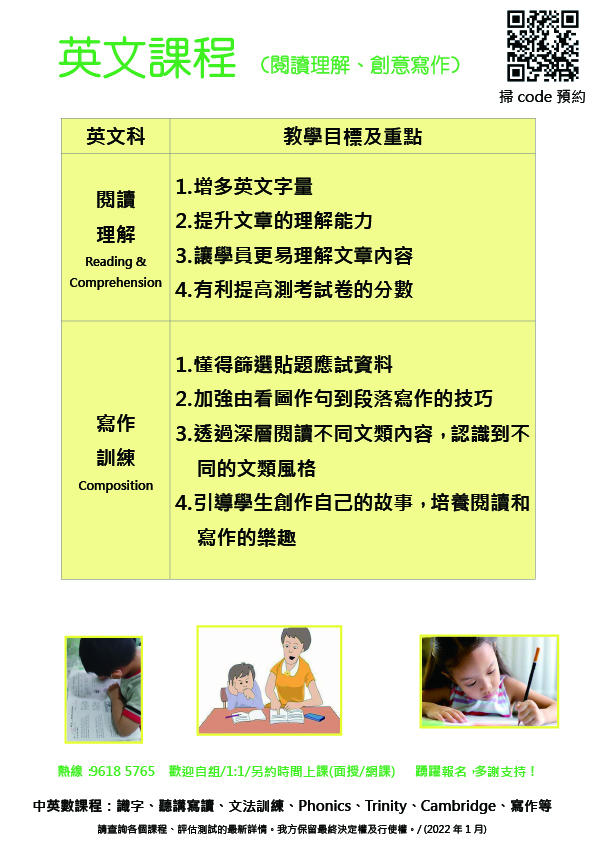 英文課程 （閱讀理解、創意寫作）
掃 code 預約
英文科
教學目標及重點
閱讀
理解
Reading &
Comprehension
1.增多英文字量
2.提升文章的理解能力
3.讓學員更易理解文章內容
4.有利提高測考試卷的分數
寫作
訓練
Composition
1.懂得篩選貼題應試資料
2.加強由看圖作句到段落寫作的技巧
3.透過深層閱讀不同文類內容，認識到不
同的文類風格
4.引導學生創作自己的故事，培養閱讀和
寫作的樂趣
熱線：9618 5765 歡迎自組/1:1/另約時間上課(面授/網課) 踴躍報名，多謝支持！
中英數課程：識字、聽講寫讀、文法訓練、Phonics、Trinity、Cambridge、寫作等
請查詢各個課程、評估測試的最新詳情。我方保留最終決定權及行使權。/ (2022 年 1 月)